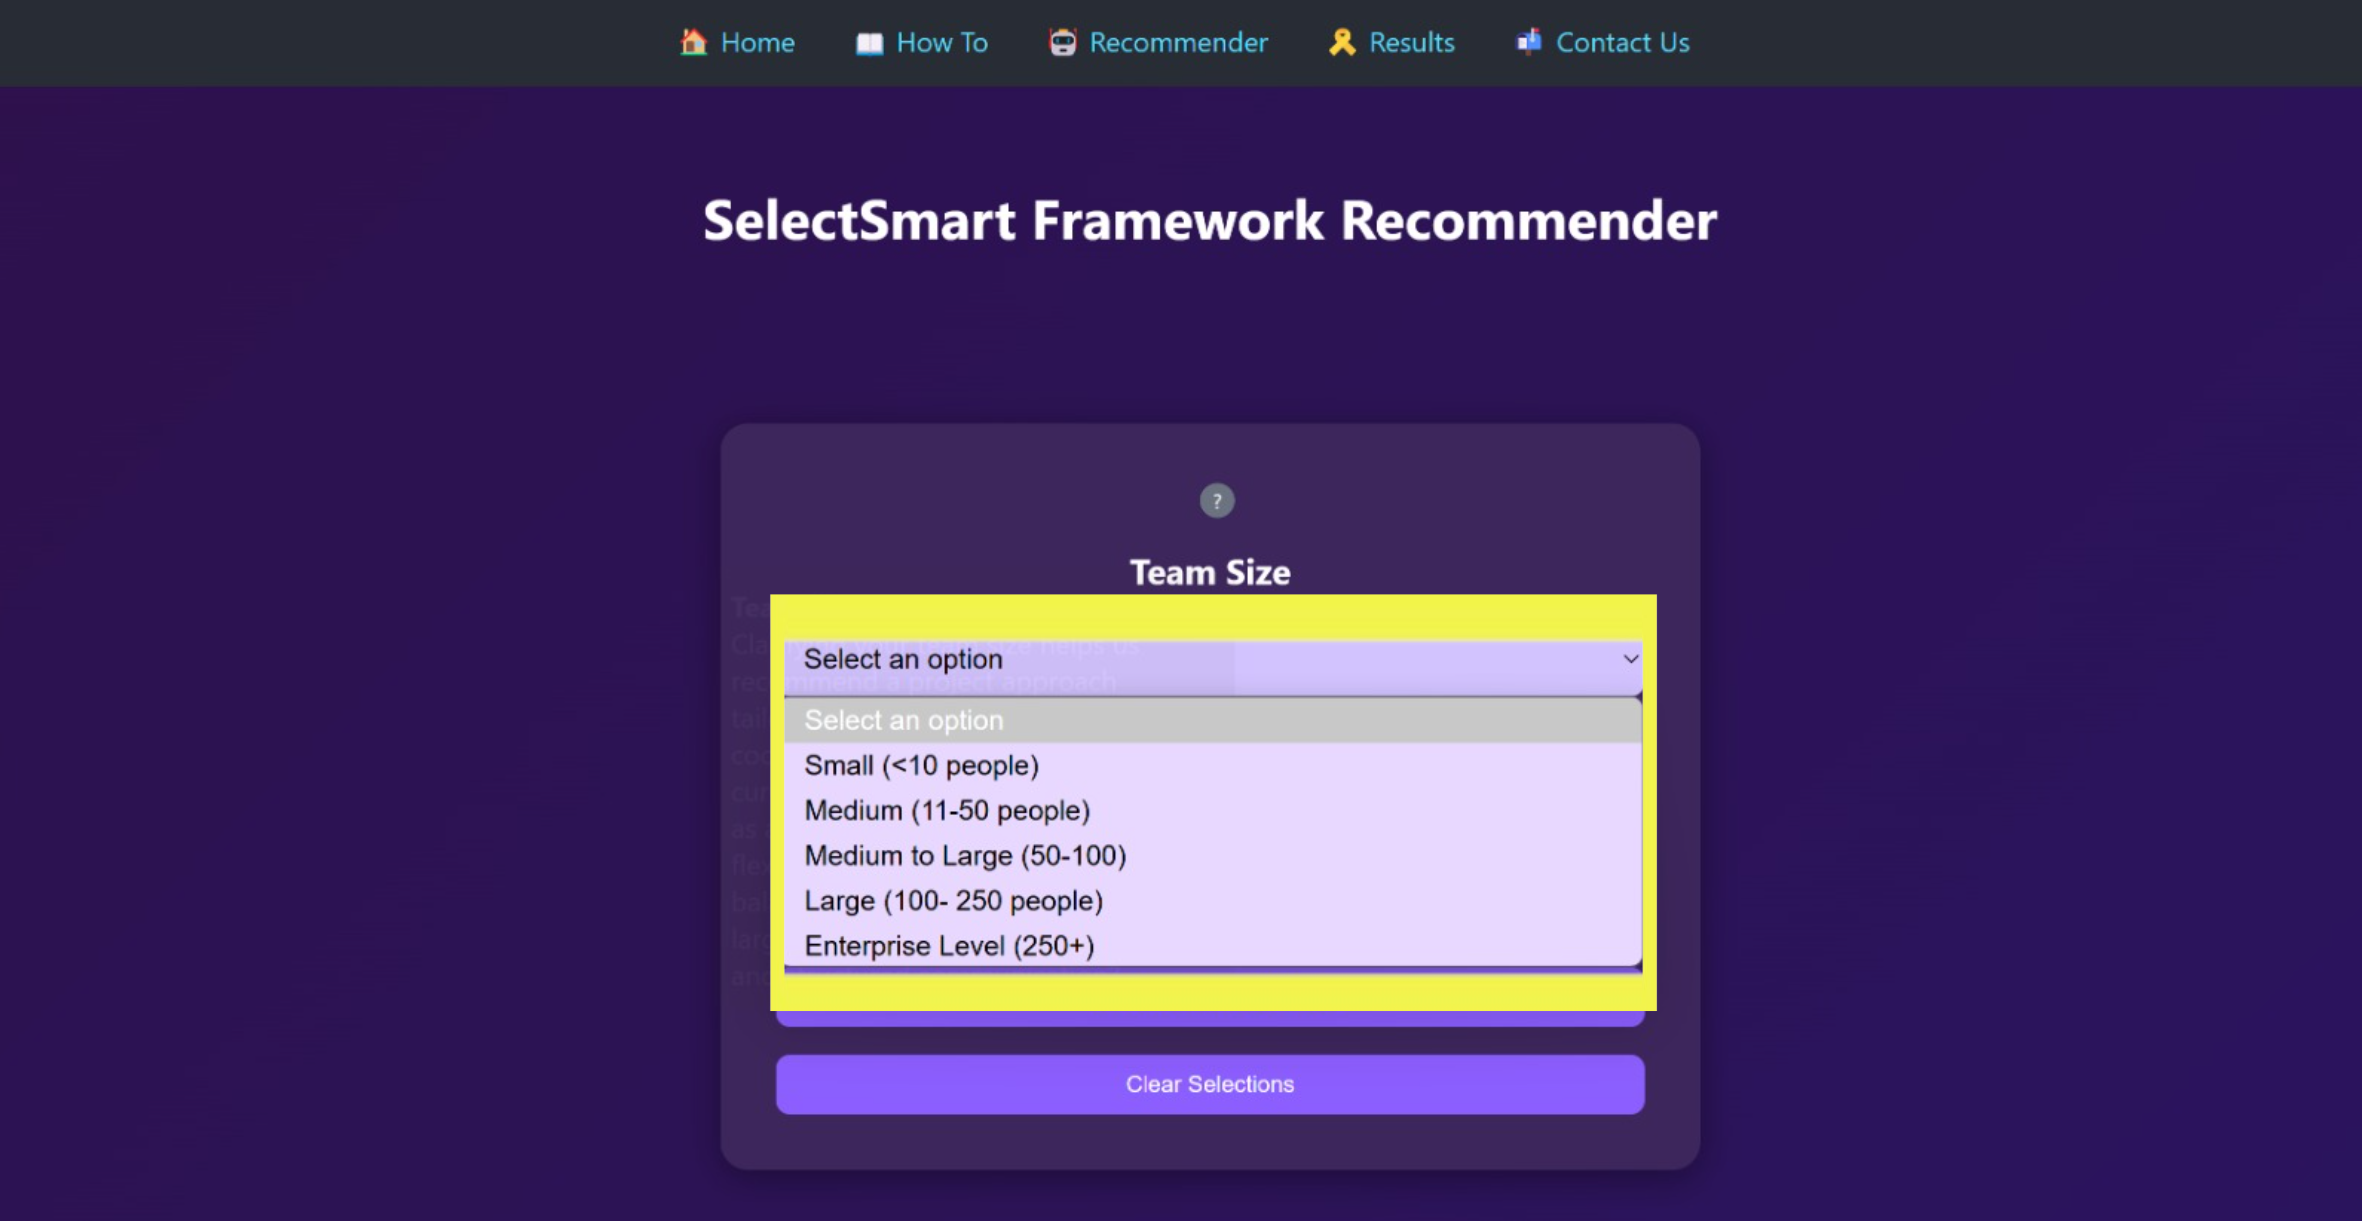 Home How To Recommender Results Contact Us
SelectSmart Framework Recommender
?
Team Size
Select an option
Select an option
Small (<10 people)
Medium (11-50 people)
Medium to Large (50-100)
Large (100- 250 people)
Enterprise Level (250+)
Clear Selections